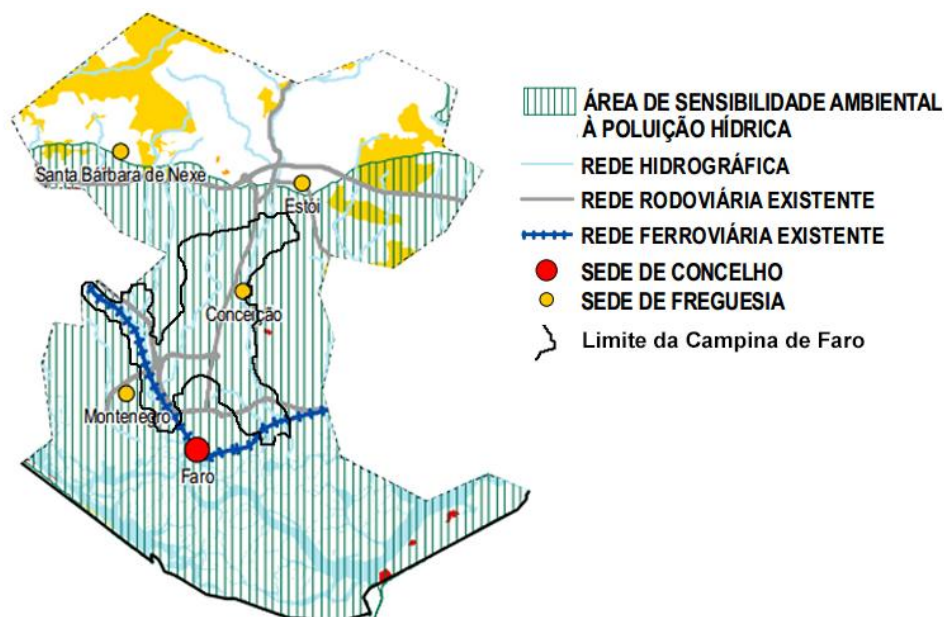 Santa Bárbara de Nexe
Estói
Conceição
Montenegro
Faro
ÁREA DE SENSIBILIDADE AMBIENTAL
À POLUIÇÃO HÍDRICA
REDE HIDROGRÁFICA
REDE RODOVIÁRIA EXISTENTE
REDE FERROVIÁRIA EXISTENTE
SEDE DE CONCELHO
SEDE DE FREGUESIA
Limite da Campina de Faro